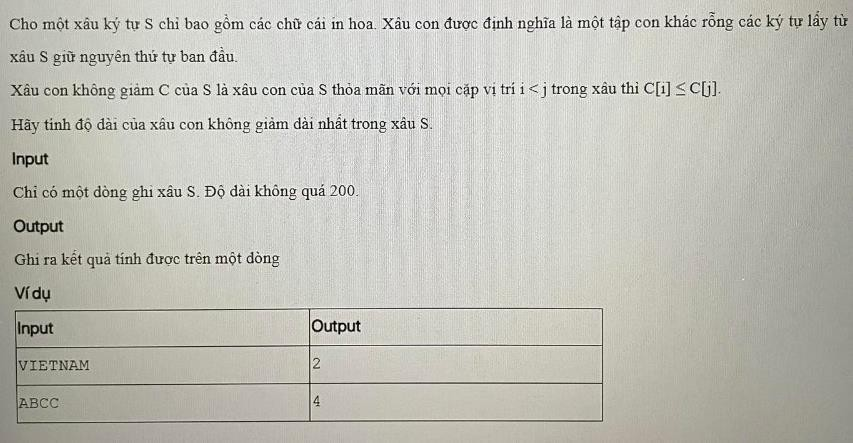 Cho một xâu ký tự S chỉ bao gồm các chữ cái in hoa. Xâu con được định nghĩa là một tập con khác rỗng các ký tự lấy từ
xâu S giữ nguyên thứ tự ban đầu.
Xâu con không giảm C của S là xâu con của S thỏa mãn với mọi cặp vị trí i < j trong xâu thì C[i] ≤ C[j].
Hãy tính độ dài của xâu con không giảm dài nhất trong xâu S.
Input
Chỉ có một dòng ghi xâu S. Độ dài không quá 200.
Output
Ghi ra kết quả tính được trên một dòng
Ví dụ
Input Output
VIETNAM 2
ABCC 4